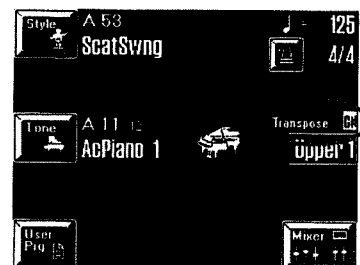 Style A 53 ♩= 125
ScatSwng 4/4
Tone A 11
AcPiano 1
Transpose
Upper 1
User
Prg
Mixer